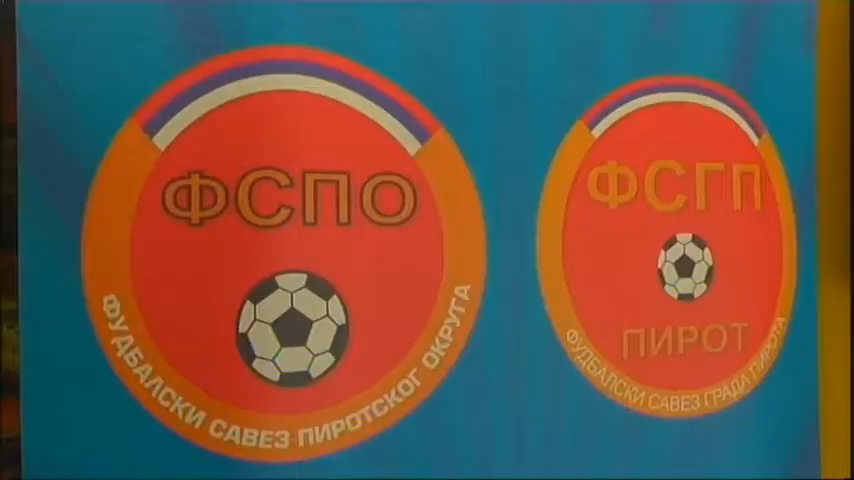 ФСПО
ФУДБАЛСКИ САВЕЗ ПИРОТСКОГ ОКРУГА
ФСГП
ПИРОТ
ФУДБАЛСКИ САВЕЗ ГРАДА ПИРОТА